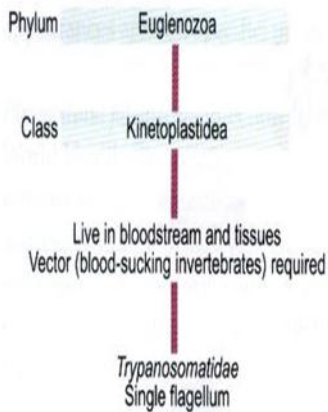 Phylum Euglenozoa
Class Kinetoplastidea
Live in bloodstream and tissues
Vector (blood-sucking invertebrates) required
Trypanosomatidae
Single flagellum